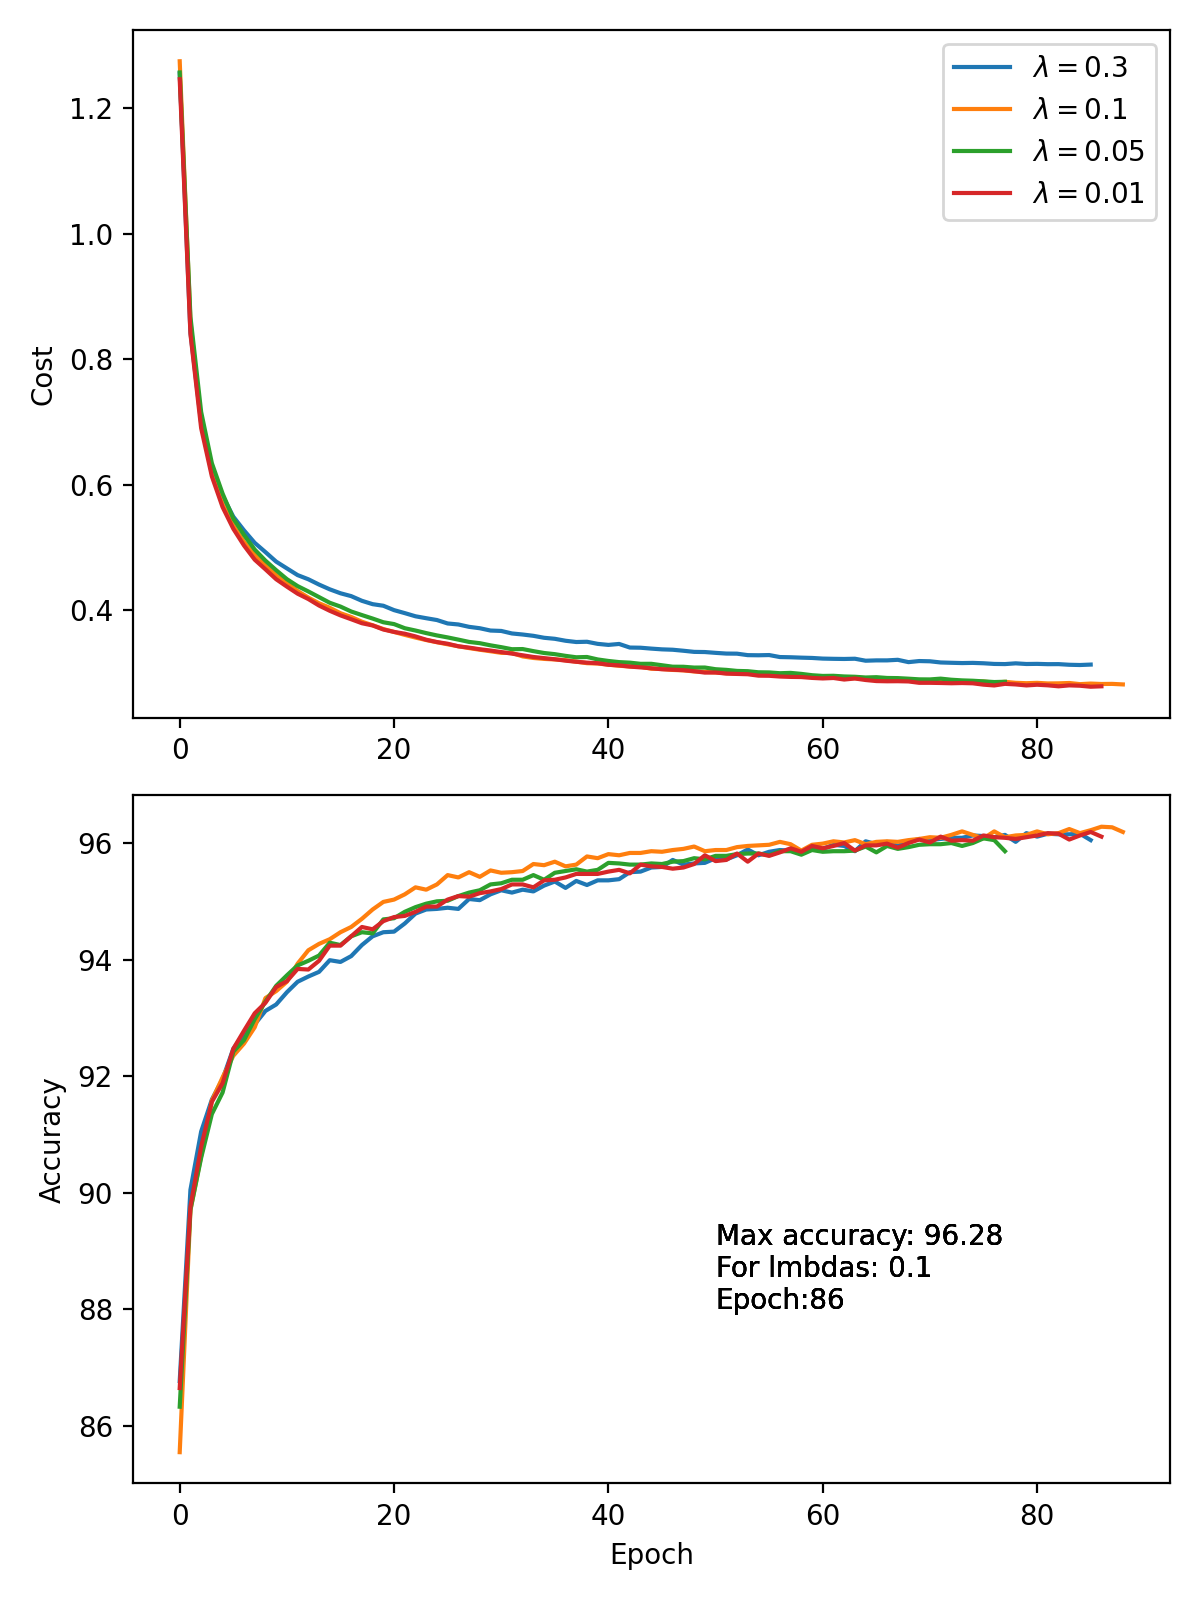 1.2
1.0
0.8
0.6
0.4
Cost
λ = 0.3
λ = 0.1
λ = 0.05
λ = 0.01
0 20 40 60 80
96
94
92
90
88
86
Accuracy
Max accuracy: 96.28
For lmbdas: 0.1
Epoch:86
0 20 40 60 80
Epoch